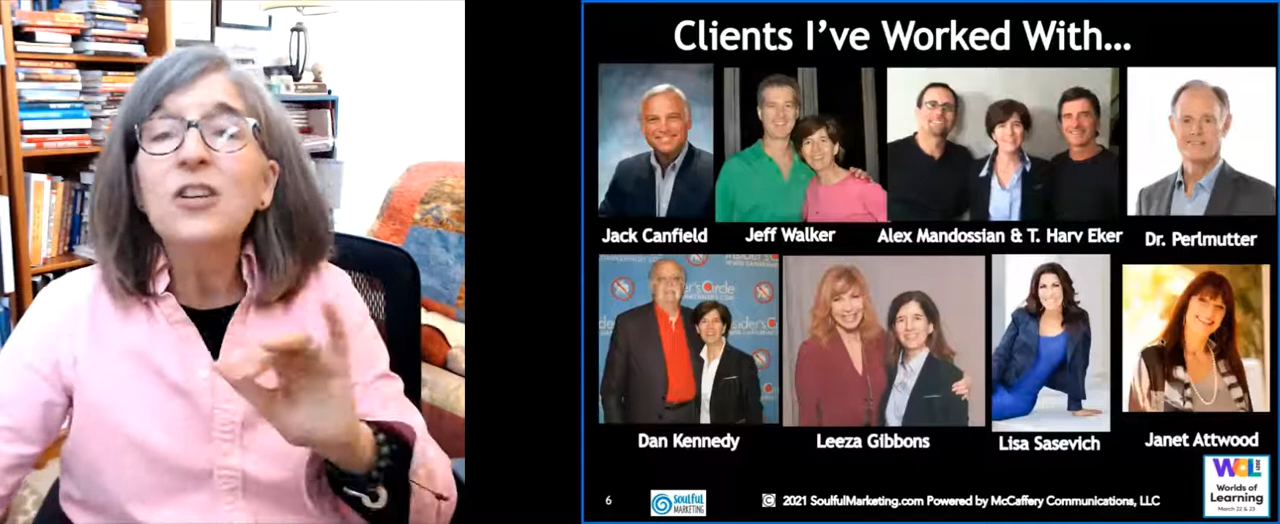 Clients I've Worked With...
Jack Canfield
Jeff Walker
Alex Mandossian & T. Harv Eker
Dr. Perlmutter
Dan Kennedy
Leeza Gibbons
Lisa Sasevich
Janet Attwood
6
soulful
MARKETING
© 2021 SoulfulMarketing.com Powered by McCaffery Communications, LLC
WOL 2021
Worlds of
Learning
March 22 & 23